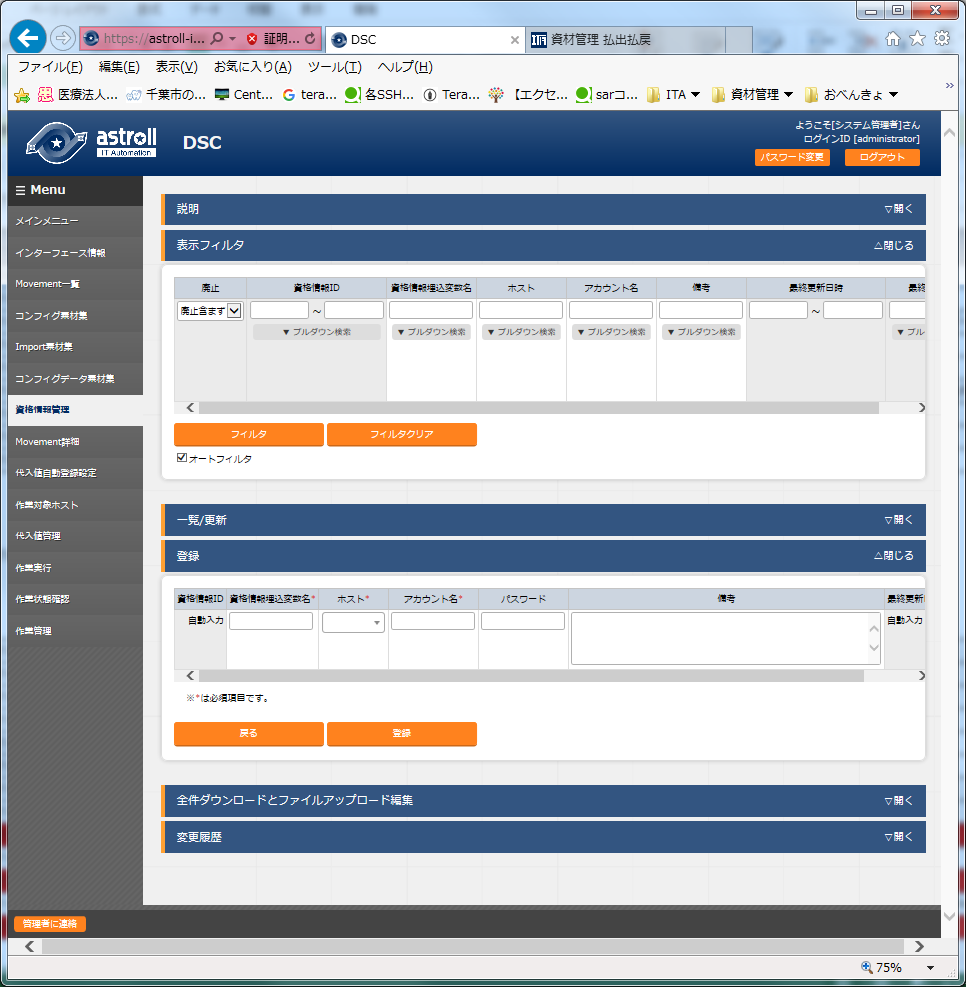 https://astroll-i... 証明... DSC 資材管理 払出払戻
ファイル(F) 編集(E) 表示(V) お気に入り(A) ツール(T) ヘルプ(H)
医療法人... 千葉市の... Cent... tera... 各SSH... Tera... 【エクセ... sarコ... ITA 資材管理 おべんきょ
astroll
IT Automation
DSC
ようこそ[システム管理者]さん
ログインID [administrator]
パスワード変更 ログアウト
☰ Menu
メインメニュー
インターフェース情報
Movement一覧
コンフィグ素材集
Import素材集
コンフィグデータ素材集
資格情報管理
Movement詳細
代入値自動登録設定
作業対象ホスト
代入値管理
作業実行
作業状態確認
作業管理
説明 ▽開く
表示フィルタ △閉じる
廃止 資格情報ID 資格情報埋込変数名 ホスト アカウント名 備考 最終更新日時 最終
廃止含まず ~ ~
▼ プルダウン検索 ▼ プルダウン検索 ▼ プルダウン検索 ▼ プルダウン検索 ▼ プルダウン検索 ▼ プル
フィルタ フィルタクリア
オートフィルタ
一覧/更新 ▽開く
登録 △閉じる
資格情報ID 資格情報埋込変数名* ホスト* アカウント名* パスワード 備考 最終更新
自動入力 自動入力
※*は必須項目です。
戻る 登録
全件ダウンロードとファイルアップロード編集 ▽開く
変更履歴 ▽開く
管理者に連絡
75%